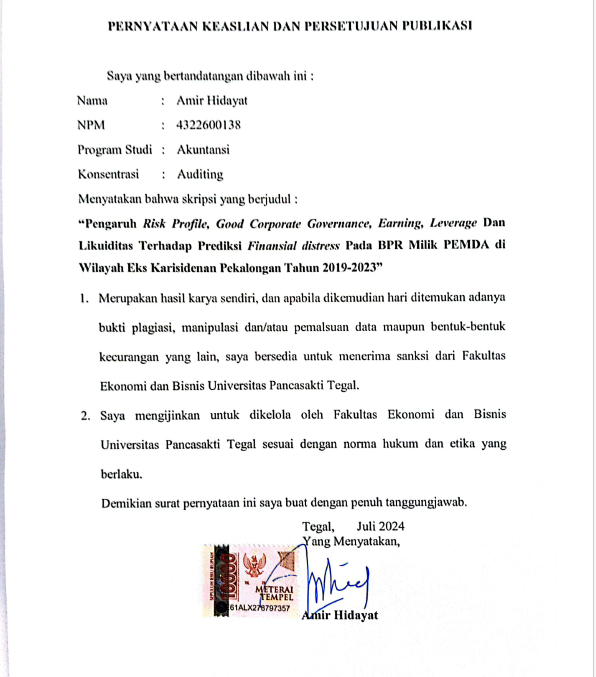 PERNYATAAN KEASLIAN DAN PERSETUJUAN PUBLIKASI
Saya yang bertandatangan dibawah ini :
Nama : Amir Hidayat
NPM : 4322600138
Program Studi : Akuntansi
Konsentrasi : Auditing
Menyatakan bahwa skripsi yang berjudul :
“Pengaruh Risk Profile, Good Corporate Governance, Earning, Leverage Dan
Likuiditas Terhadap Prediksi Finansial distress Pada BPR Milik PEMDA di
Wilayah Eks Karisidenan Pekalongan Tahun 2019-2023”
1. Merupakan hasil karya sendiri, dan apabila dikemudian hari ditemukan adanya
bukti plagiasi, manipulasi dan/atau pemalsuan data maupun bentuk-bentuk
kecurangan yang lain, saya bersedia untuk menerima sanksi dari Fakultas
Ekonomi dan Bisnis Universitas Pancasakti Tegal.
2. Saya mengijinkan untuk dikelola oleh Fakultas Ekonomi dan Bisnis
Universitas Pancasakti Tegal sesuai dengan norma hukum dan etika yang
berlaku.
Demikian surat pernyataan ini saya buat dengan penuh tanggungjawab.
Tegal, Juli 2024
Yang Menyatakan,
10000
METERAI
TEMPEL
61ALX276797357
Amir Hidayat